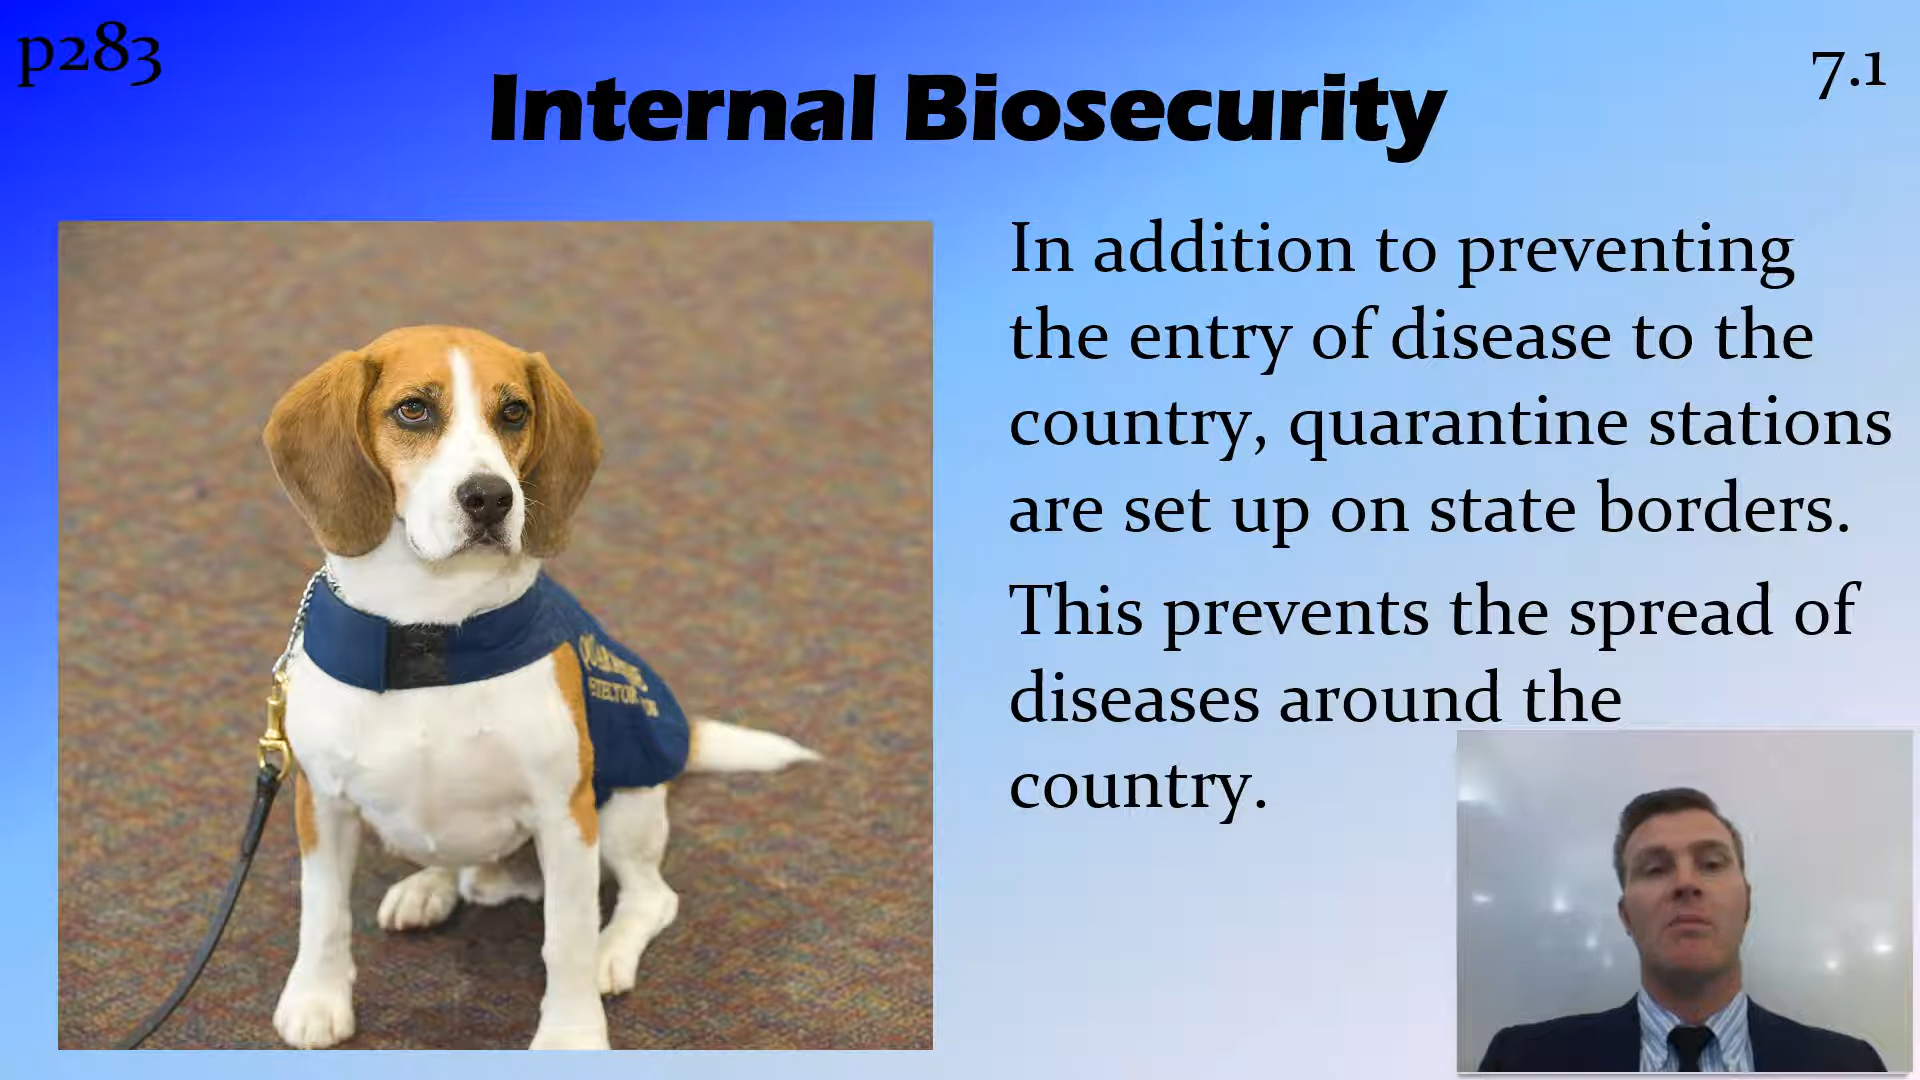 p283
7.1
Internal Biosecurity
In addition to preventing
the entry of disease to the
country, quarantine stations
are set up on state borders.
This prevents the spread of
diseases around the
country.